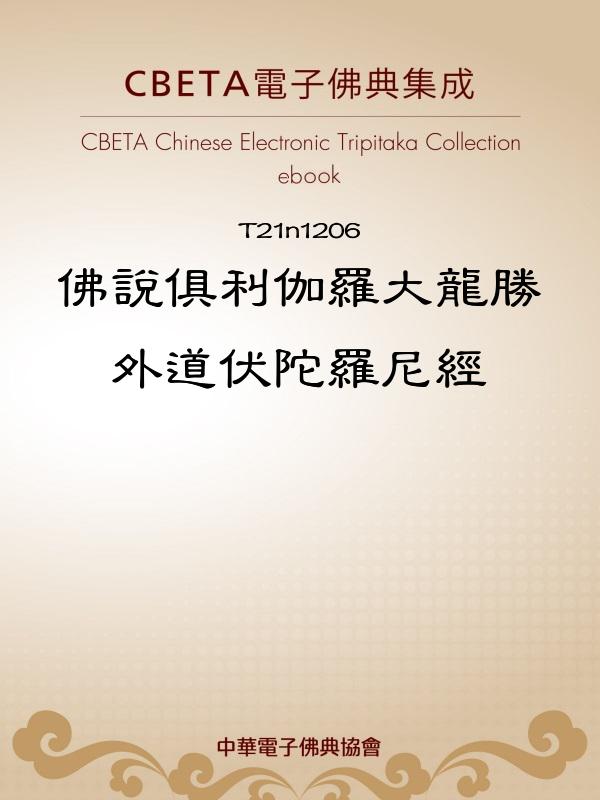 CBETA電子佛典集成
CBETA Chinese Electronic Tripitaka Collection
ebook
T21n1206
佛說俱利伽羅大龍勝
外道伏陀羅尼經
中華電子佛典協會